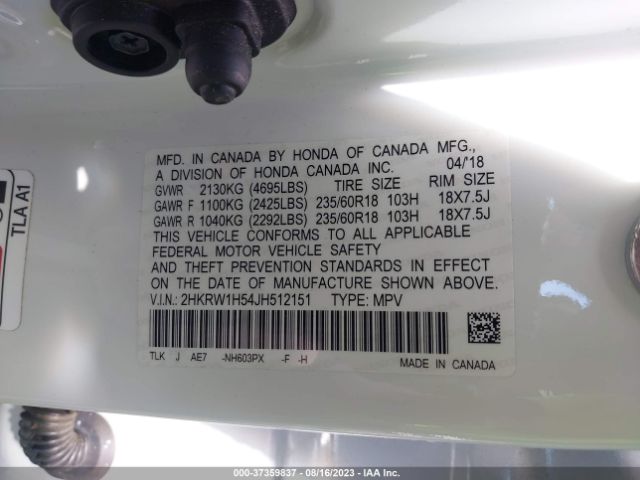 MFD. IN CANADA BY HONDA OF CANADA MFG.,
A DIVISION OF HONDA CANADA INC. 04/'18
GVWR 2130KG (4695LBS) TIRE SIZE RIM SIZE
GAWR F 1100KG (2425LBS) 235/60R18 103H 18X7.5J
GAWR R 1040KG (2292LBS) 235/60R18 103H 18X7.5J
THIS VEHICLE CONFORMS TO ALL APPLICABLE
FEDERAL MOTOR VEHICLE SAFETY
AND THEFT PREVENTION STANDARDS IN EFFECT
ON THE DATE OF MANUFACTURE SHOWN ABOVE.
V.I.N.: 2HKRW1H54JH512151 TYPE: MPV
TLK J AE7 -NH603PX -F -H MADE IN CANADA
TLA A1
000-37359837 - 08/16/2023 - IAA Inc.